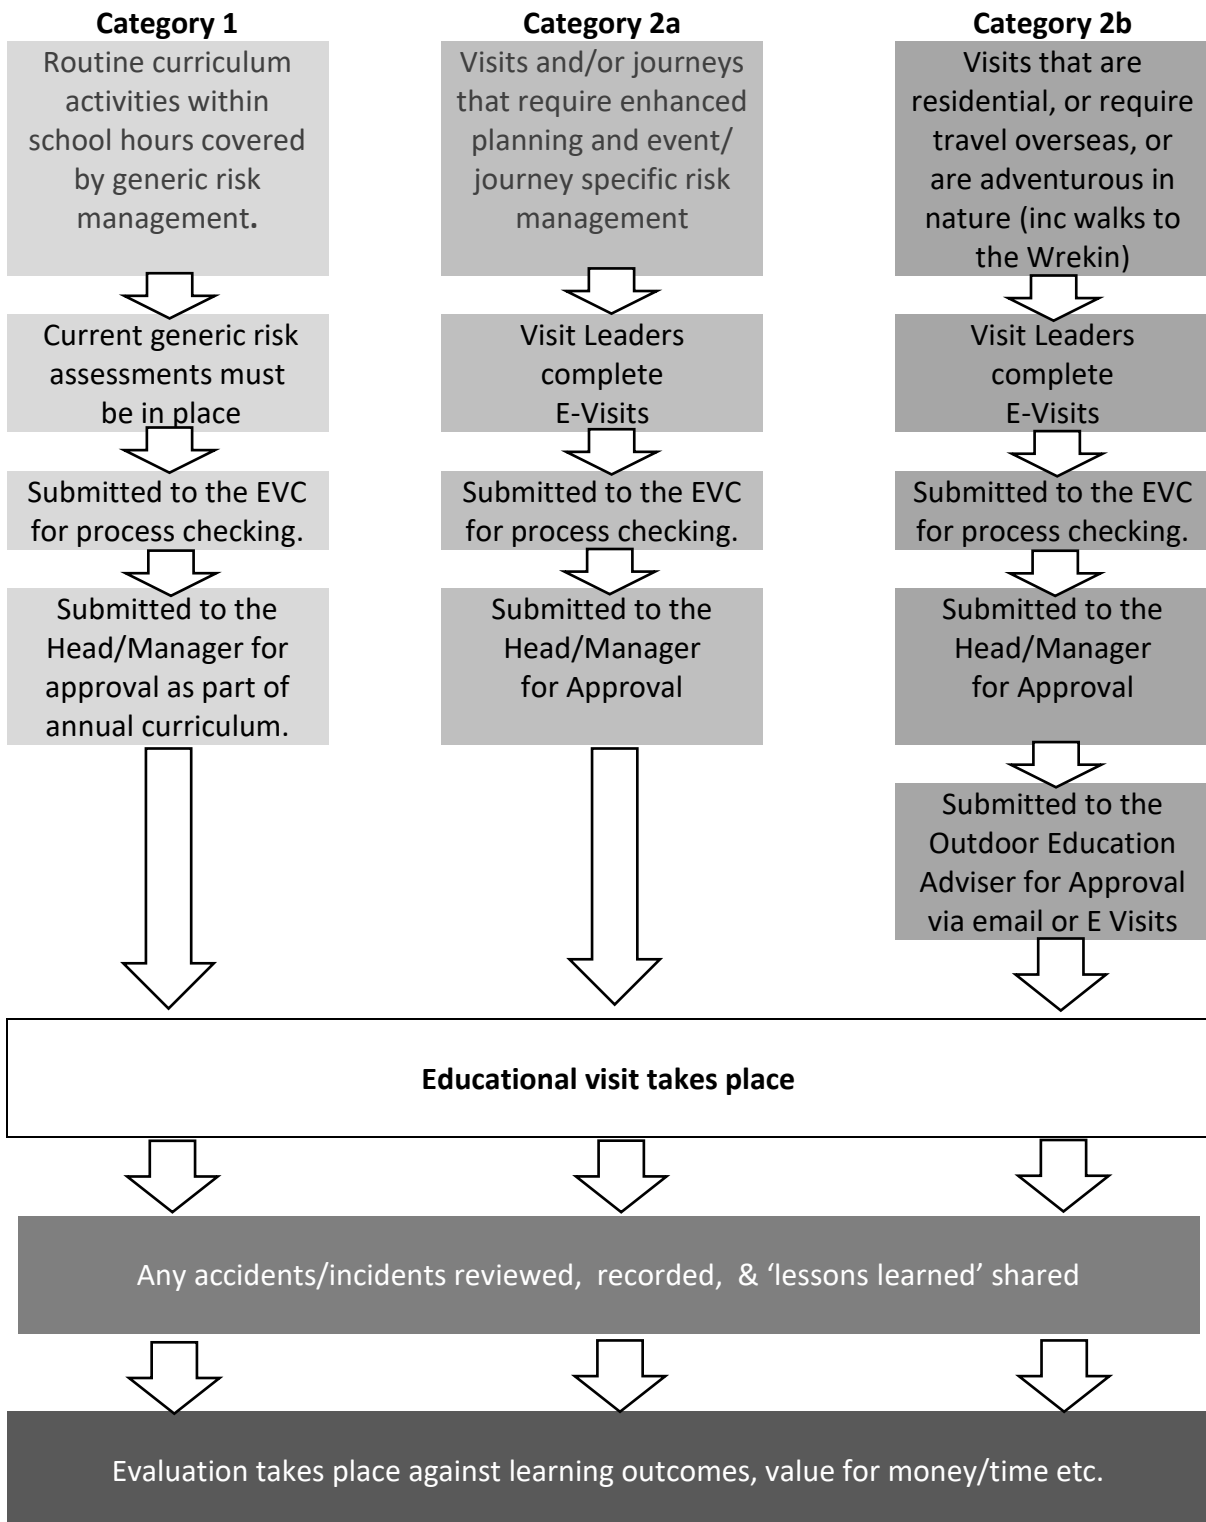 Category 1
Routine curriculum
activities within
school hours covered
by generic risk
management.
Current generic risk
assessments must
be in place
Submitted to the EVC
for process checking.
Submitted to the
Head/Manager for
approval as part of
annual curriculum.
Category 2a
Visits and/or journeys
that require enhanced
planning and event/
journey specific risk
management
Visit Leaders
complete
E-Visits
Submitted to the EVC
for process checking.
Submitted to the
Head/Manager
for Approval
Category 2b
Visits that are
residential, or require
travel overseas, or
are adventurous in
nature (inc walks to
the Wrekin)
Visit Leaders
complete
E-Visits
Submitted to the EVC
for process checking.
Submitted to the
Head/Manager
for Approval
Submitted to the
Outdoor Education
Adviser for Approval
via email or E Visits
Educational visit takes place
Any accidents/incidents reviewed,  recorded,  & ‘lessons learned’ shared
Evaluation takes place against learning outcomes, value for money/time etc.